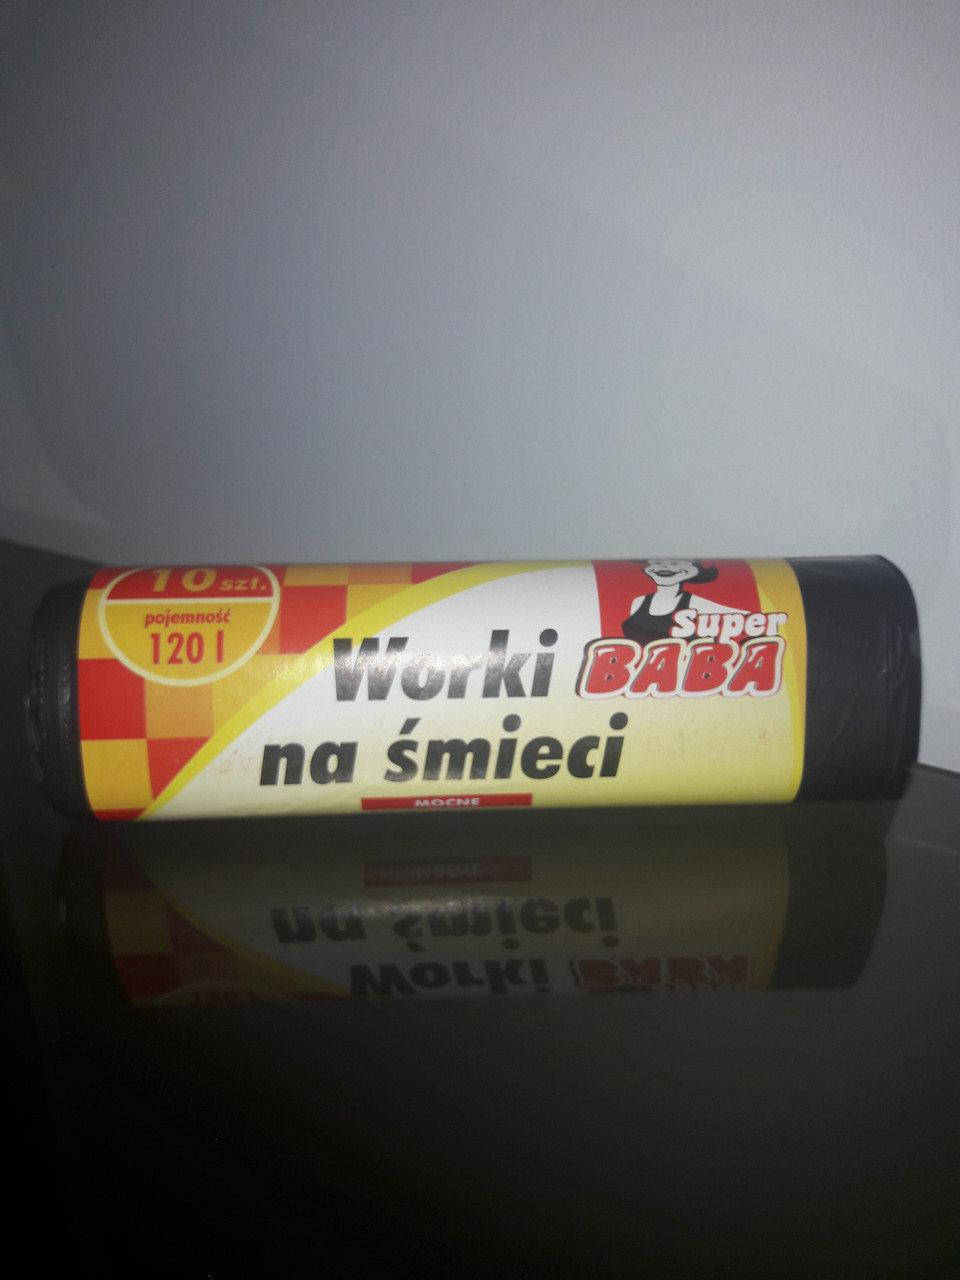 10 szt.
pojemność
120 l
Super
BABA
Worki
na śmieci
MOCNE